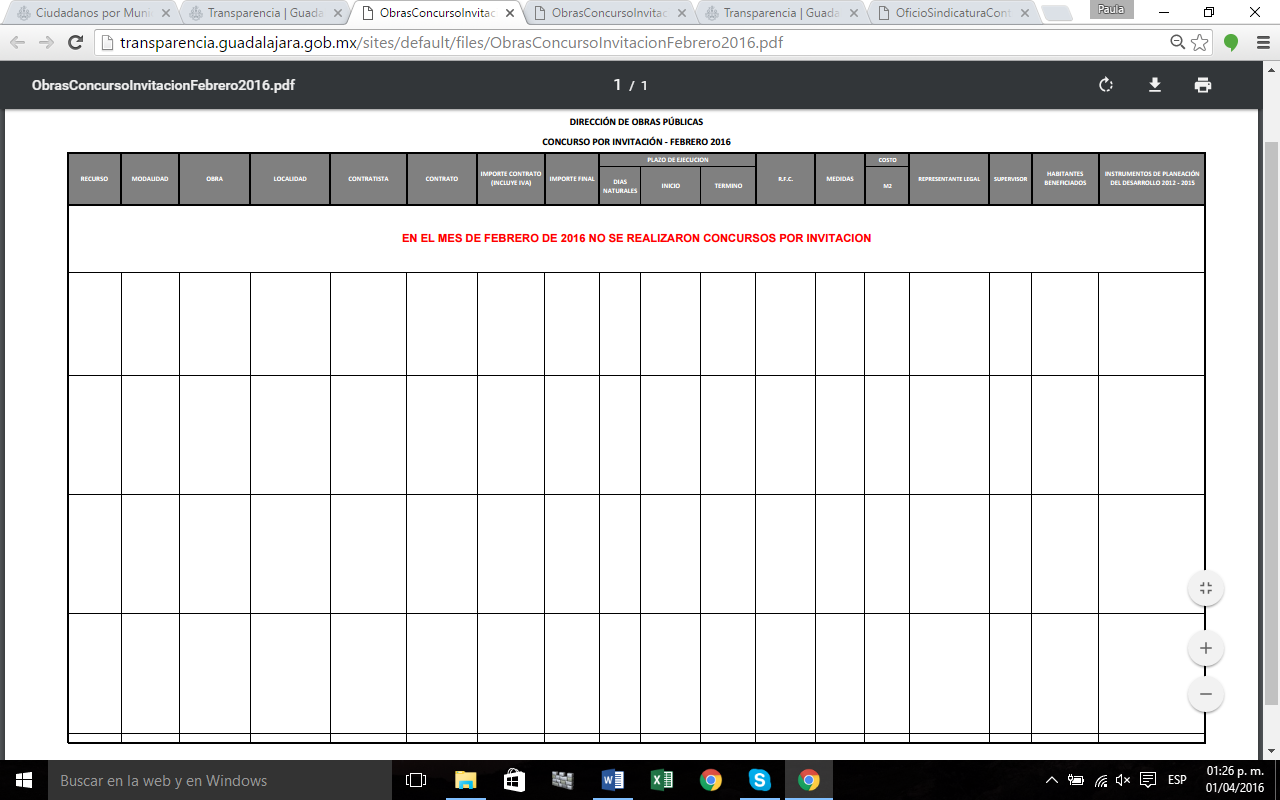 Ciudadanos por Muni
Transparencia | Guada
ObrasConcursoInvitac
ObrasConcursoInvitac
Transparencia | Guada
OficioSindicaturaCont
Paula
transparencia.guadalajara.gob.mx/sites/default/files/ObrasConcursoInvitacionFebrero2016.pdf
ObrasConcursoInvitacionFebrero2016.pdf
1 / 1
DIRECCIÓN DE OBRAS PÚBLICAS
CONCURSO POR INVITACIÓN - FEBRERO 2016
RECURSO
MODALIDAD
OBRA
LOCALIDAD
CONTRATISTA
CONTRATO
IMPORTE CONTRATO
(INCLUYE IVA)
IMPORTE FINAL
PLAZO DE EJECUCION
DIAS
NATURALES
INICIO
TERMINO
R.F.C.
MEDIDAS
COSTO
M2
REPRESENTANTE LEGAL
SUPERVISOR
HABITANTES
BENEFICIADOS
INSTRUMENTOS DE PLANEACIÓN
DEL DESARROLLO 2012 - 2015
EN EL MES DE FEBRERO DE 2016 NO SE REALIZARON CONCURSOS POR INVITACION
Buscar en la web y en Windows
ESP
01:26 p. m.
01/04/2016